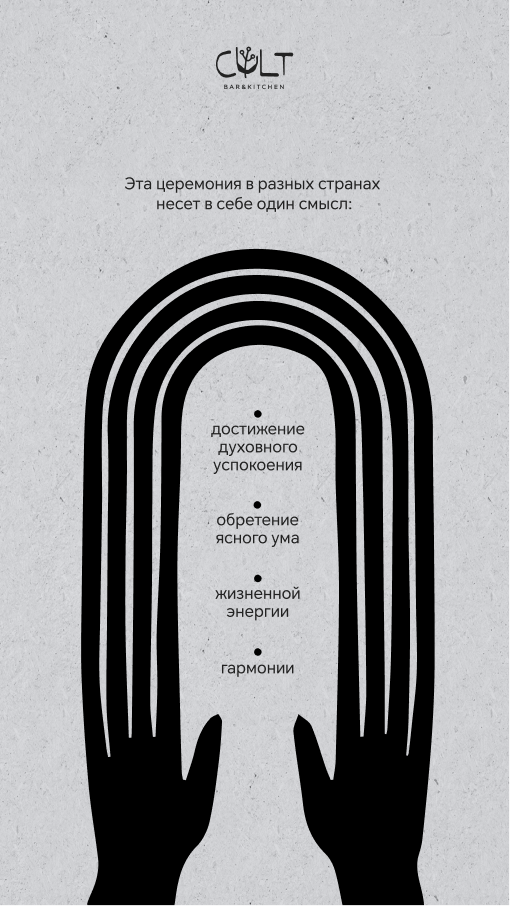 CULT
BAR&KITCHEN
Эта церемония в разных странах
несет в себе один смысл:
достижение
духовного
успокоения
обретение
ясного ума
жизненной
энергии
гармонии